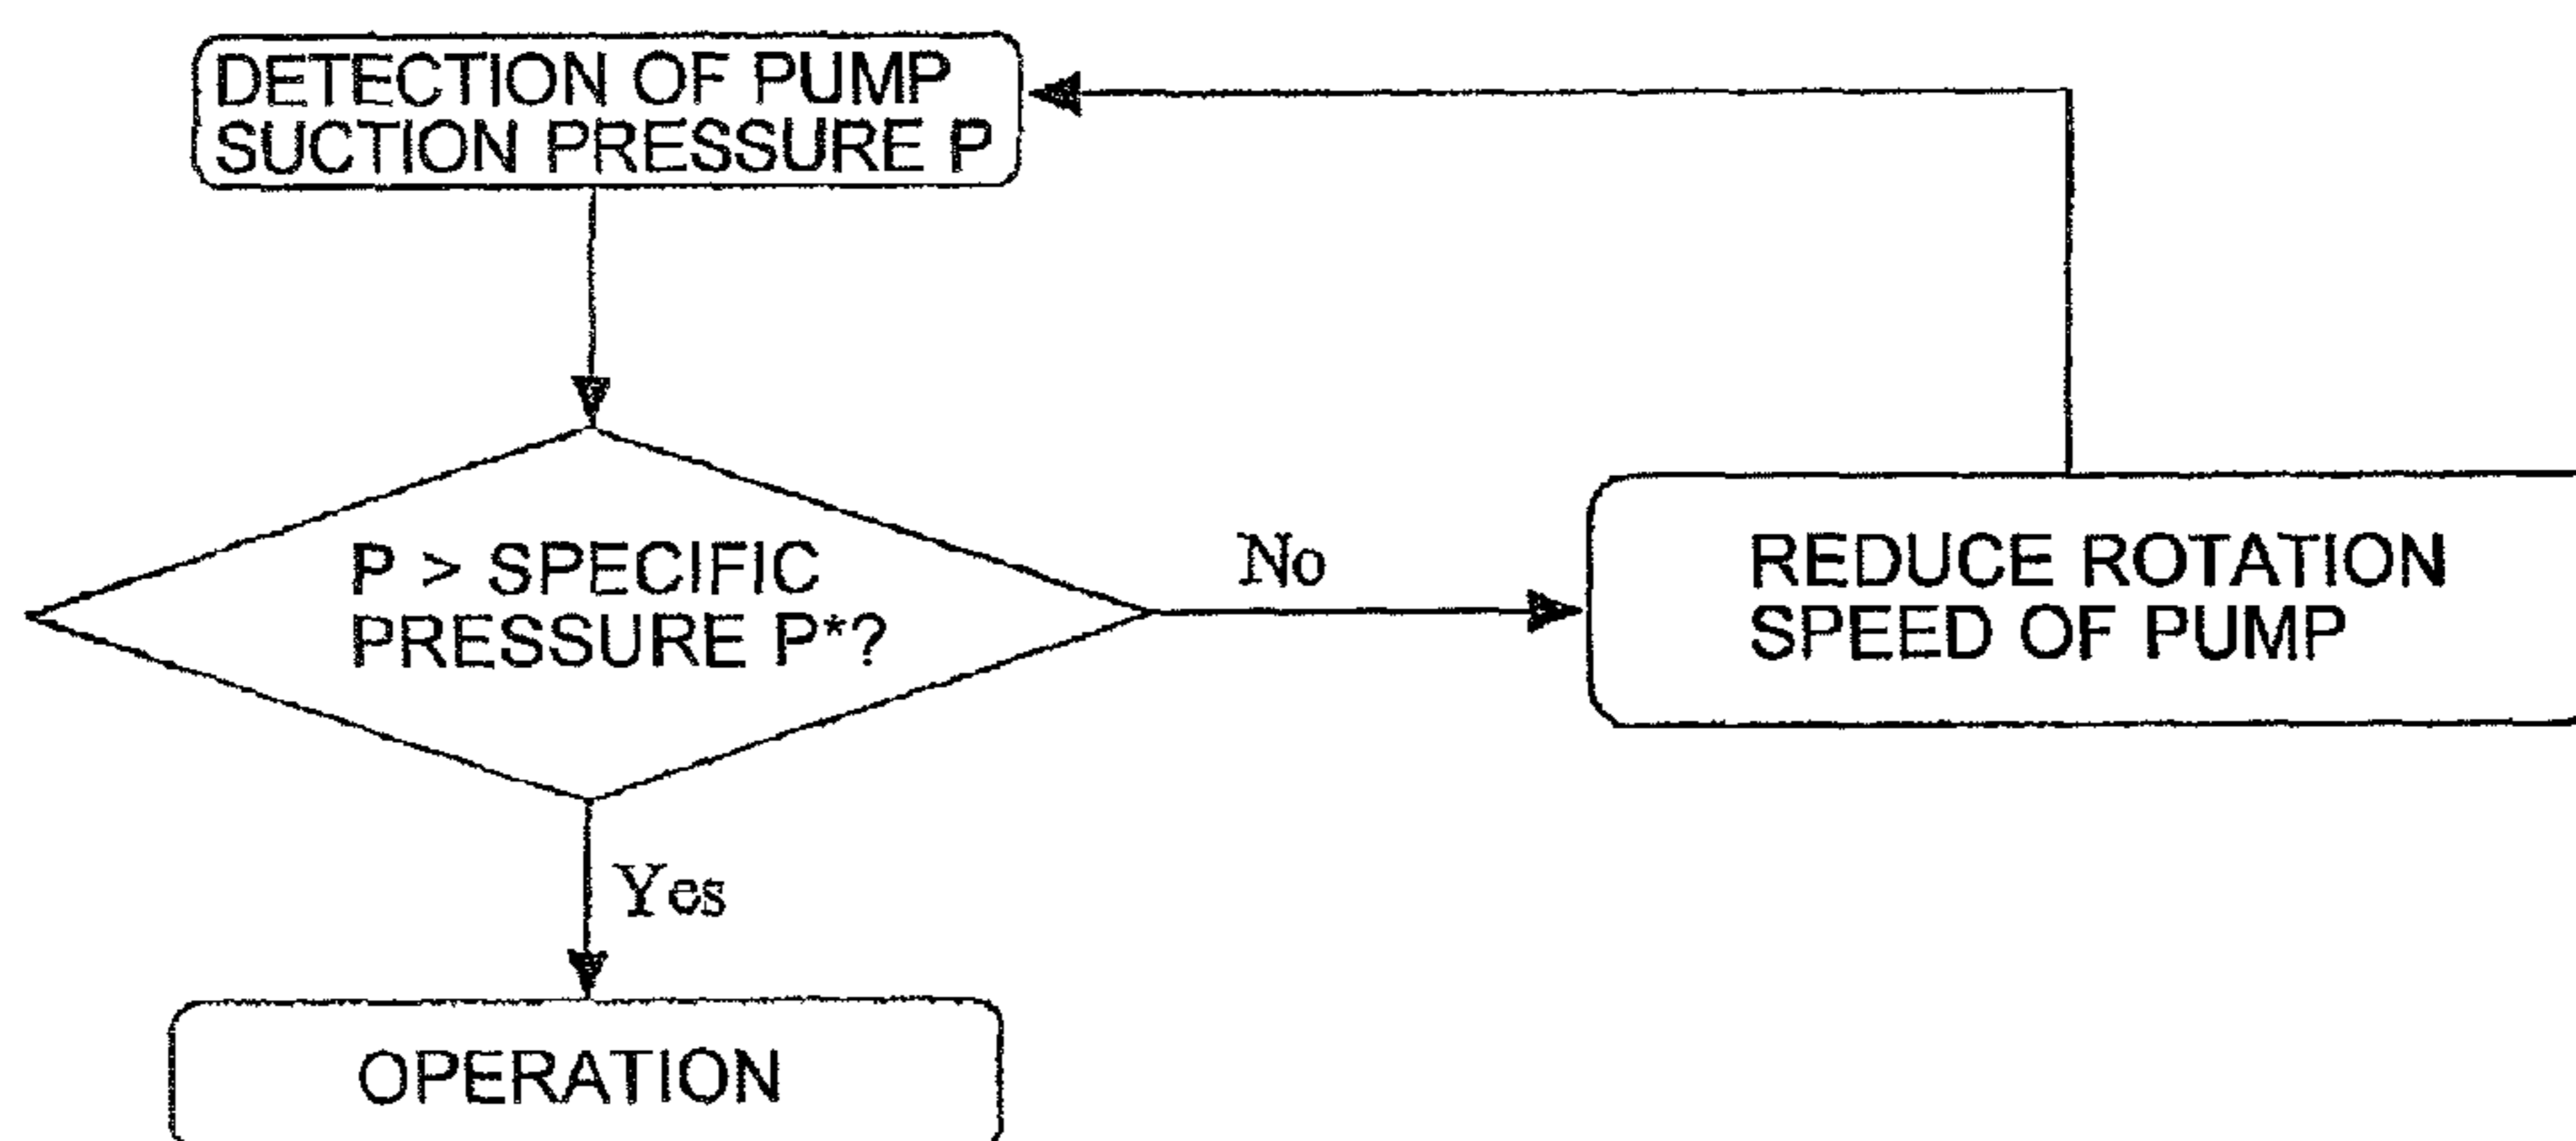 DETECTION OF PUMP
SUCTION PRESSURE P
P > SPECIFIC
PRESSURE P*?
No
REDUCE ROTATION
SPEED OF PUMP
Yes
OPERATION